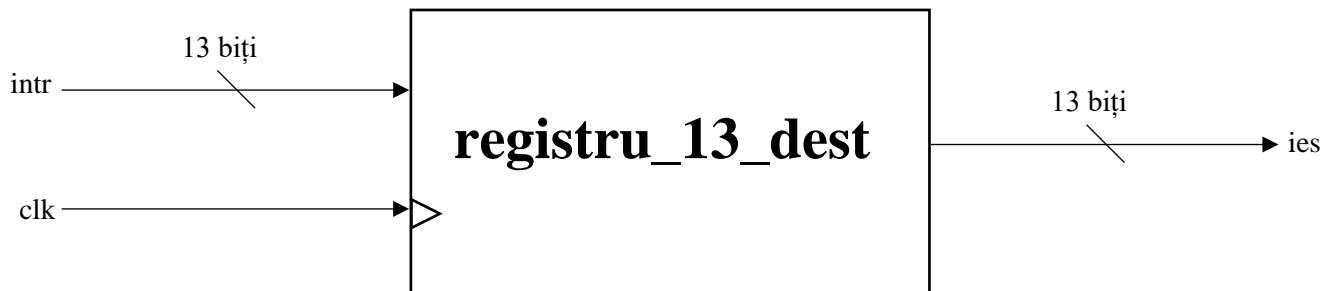 13 biți
intr
registru_13_dest
13 biți
ies
clk